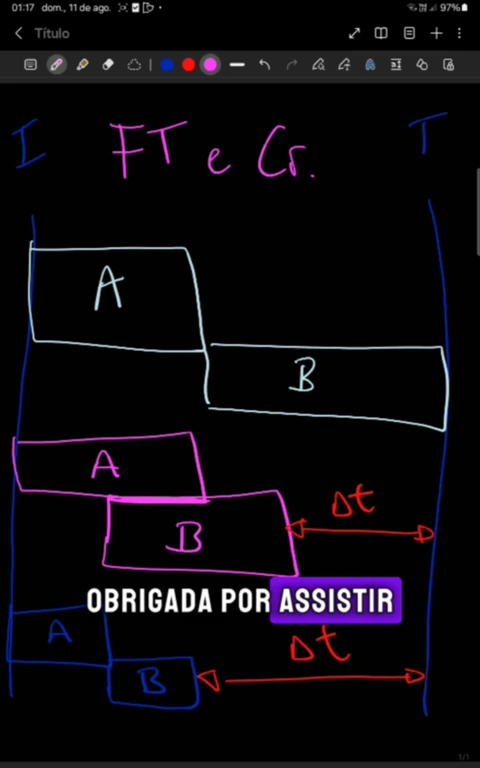 01:17 dom., 11 de ago.
97%
Título
I FT e Cr. T
A
B
A
Δt
B
OBRIGADA POR ASSISTIR
A
Δt
B
1/1